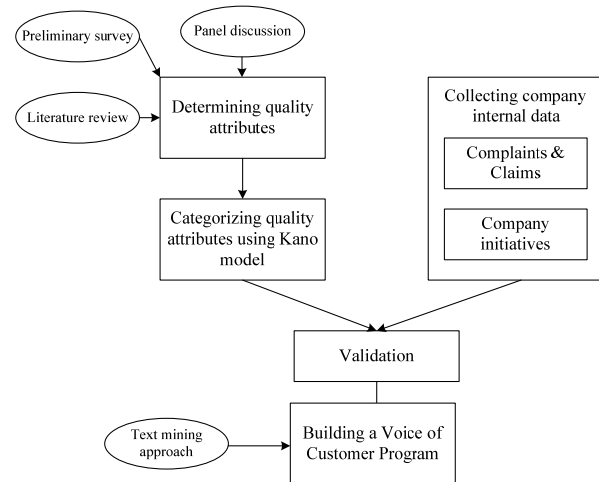 Preliminary survey
Panel discussion
Literature review
Determining quality
attributes
Collecting company
internal data
Complaints &
Claims
Company
initiatives
Categorizing quality
attributes using Kano
model
Validation
Text mining
approach
Building a Voice of
Customer Program